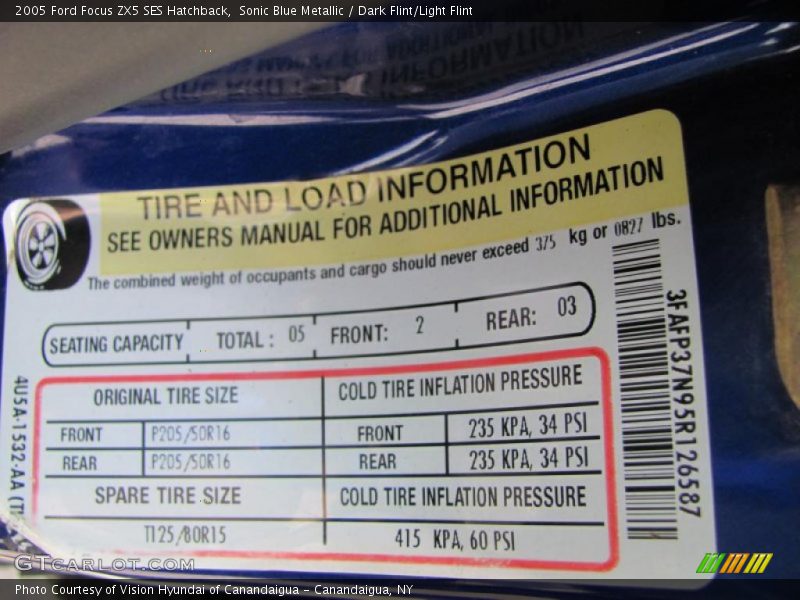 2005 Ford Focus ZX5 SES Hatchback, Sonic Blue Metallic / Dark Flint/Light Flint
TIRE AND LOAD INFORMATION
SEE OWNERS MANUAL FOR ADDITIONAL INFORMATION
The combined weight of occupants and cargo should never exceed 375 kg or 0827 lbs.
SEATING CAPACITY TOTAL: 05 FRONT: 2 REAR: 03
ORIGINAL TIRE SIZE COLD TIRE INFLATION PRESSURE
FRONT P205/50R16 FRONT 235 KPA, 34 PSI
REAR P205/50R16 REAR 235 KPA, 34 PSI
SPARE TIRE SIZE COLD TIRE INFLATION PRESSURE
T125/80R15 415 KPA, 60 PSI
4U5A-1532-AA
3FAFP37N95R126587
GTCARLOT.COM
Photo Courtesy of Vision Hyundai of Canandaigua - Canandaigua, NY